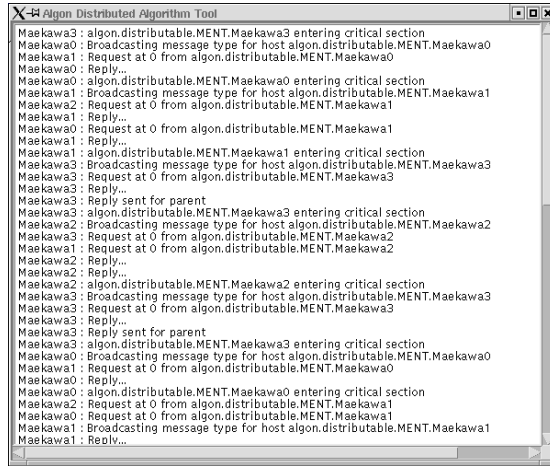 Algon Distributed Algorithm Tool
Maekawa3 : algon.distributable.MENT.Maekawa3 entering critical section
Maekawa0 : Broadcasting message type for host algon.distributable.MENT.Maekawa0
Maekawa1 : Request at 0 from algon.distributable.MENT.Maekawa0
Maekawa0 : Reply...
Maekawa0 : algon.distributable.MENT.Maekawa0 entering critical section
Maekawa1 : Broadcasting message type for host algon.distributable.MENT.Maekawa1
Maekawa2 : Request at 0 from algon.distributable.MENT.Maekawa1
Maekawa1 : Reply...
Maekawa0 : Request at 0 from algon.distributable.MENT.Maekawa1
Maekawa1 : Reply...
Maekawa1 : algon.distributable.MENT.Maekawa1 entering critical section
Maekawa3 : Broadcasting message type for host algon.distributable.MENT.Maekawa3
Maekawa3 : Request at 0 from algon.distributable.MENT.Maekawa3
Maekawa3 : Reply...
Maekawa3 : Reply sent for parent
Maekawa3 : algon.distributable.MENT.Maekawa3 entering critical section
Maekawa2 : Broadcasting message type for host algon.distributable.MENT.Maekawa2
Maekawa3 : Request at 0 from algon.distributable.MENT.Maekawa2
Maekawa1 : Request at 0 from algon.distributable.MENT.Maekawa2
Maekawa2 : Reply...
Maekawa2 : Reply...
Maekawa2 : algon.distributable.MENT.Maekawa2 entering critical section
Maekawa3 : Broadcasting message type for host algon.distributable.MENT.Maekawa3
Maekawa3 : Request at 0 from algon.distributable.MENT.Maekawa3
Maekawa3 : Reply...
Maekawa3 : Reply sent for parent
Maekawa3 : algon.distributable.MENT.Maekawa3 entering critical section
Maekawa0 : Broadcasting message type for host algon.distributable.MENT.Maekawa0
Maekawa1 : Request at 0 from algon.distributable.MENT.Maekawa0
Maekawa0 : Reply...
Maekawa0 : algon.distributable.MENT.Maekawa0 entering critical section
Maekawa2 : Request at 0 from algon.distributable.MENT.Maekawa1
Maekawa0 : Request at 0 from algon.distributable.MENT.Maekawa1
Maekawa1 : Broadcasting message type for host algon.distributable.MENT.Maekawa1
Maekawa1 : Reply...